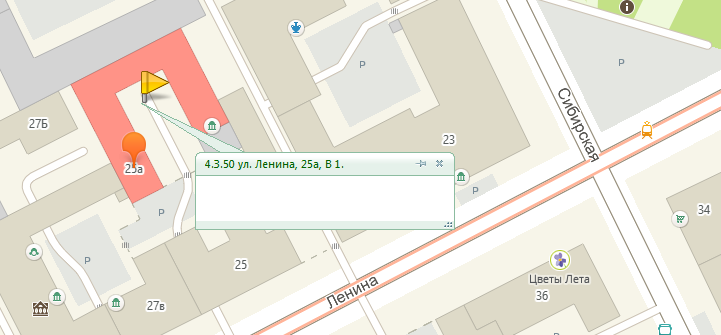 P
P
Сибирская
27Б
23
4.3.50 ул. Ленина, 25а, В 1.
25а
P
P
34
P
25
Цветы Лета
Ленина
36
27в